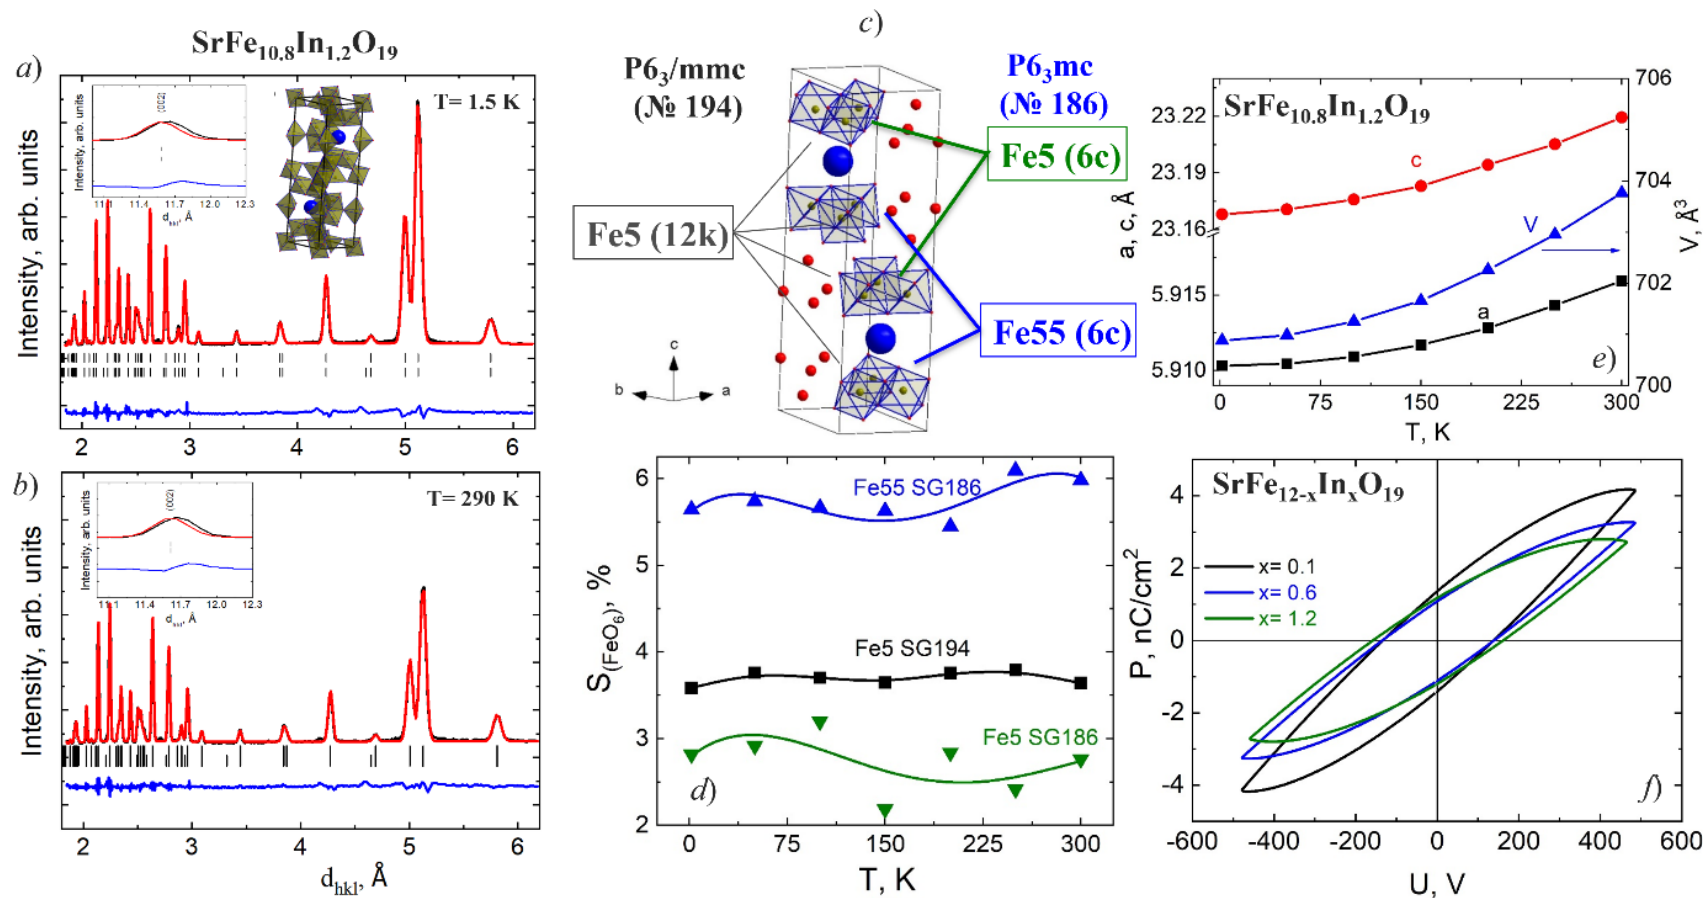 SrFe10.8In1.2O19
a)
T= 1.5 K
(002)
Intensity, arb. units
11.1 11.4 11.7 12.0 12.3
dhkl, Å
Intensity, arb. units
2 3 4 5 6
b)
T= 290 K
(002)
Intensity, arb. units
11.1 11.4 11.7 12.0 12.3
dhkl, Å
Intensity, arb. units
2 3 4 5 6
dhkl, Å
c)
P63/mmc
(№ 194)
P63mc
(№ 186)
Fe5 (6c)
Fe5 (12k)
Fe55 (6c)
c
b
a
d)
6
5
4
3
2
S(FeO6), %
Fe55 SG186
Fe5 SG194
Fe5 SG186
0 75 150 225 300
T, K
SrFe10.8In1.2O19
23.22
23.19
23.16
5.915
5.910
a, c, Å
c
V
a
706
704
702
700
V, Å3
e)
0 75 150 225 300
T, K
SrFe12-xInxO19
4
2
0
-2
-4
P, nC/cm2
x= 0.1
x= 0.6
x= 1.2
f)
-600 -400 -200 0 200 400 600
U, V